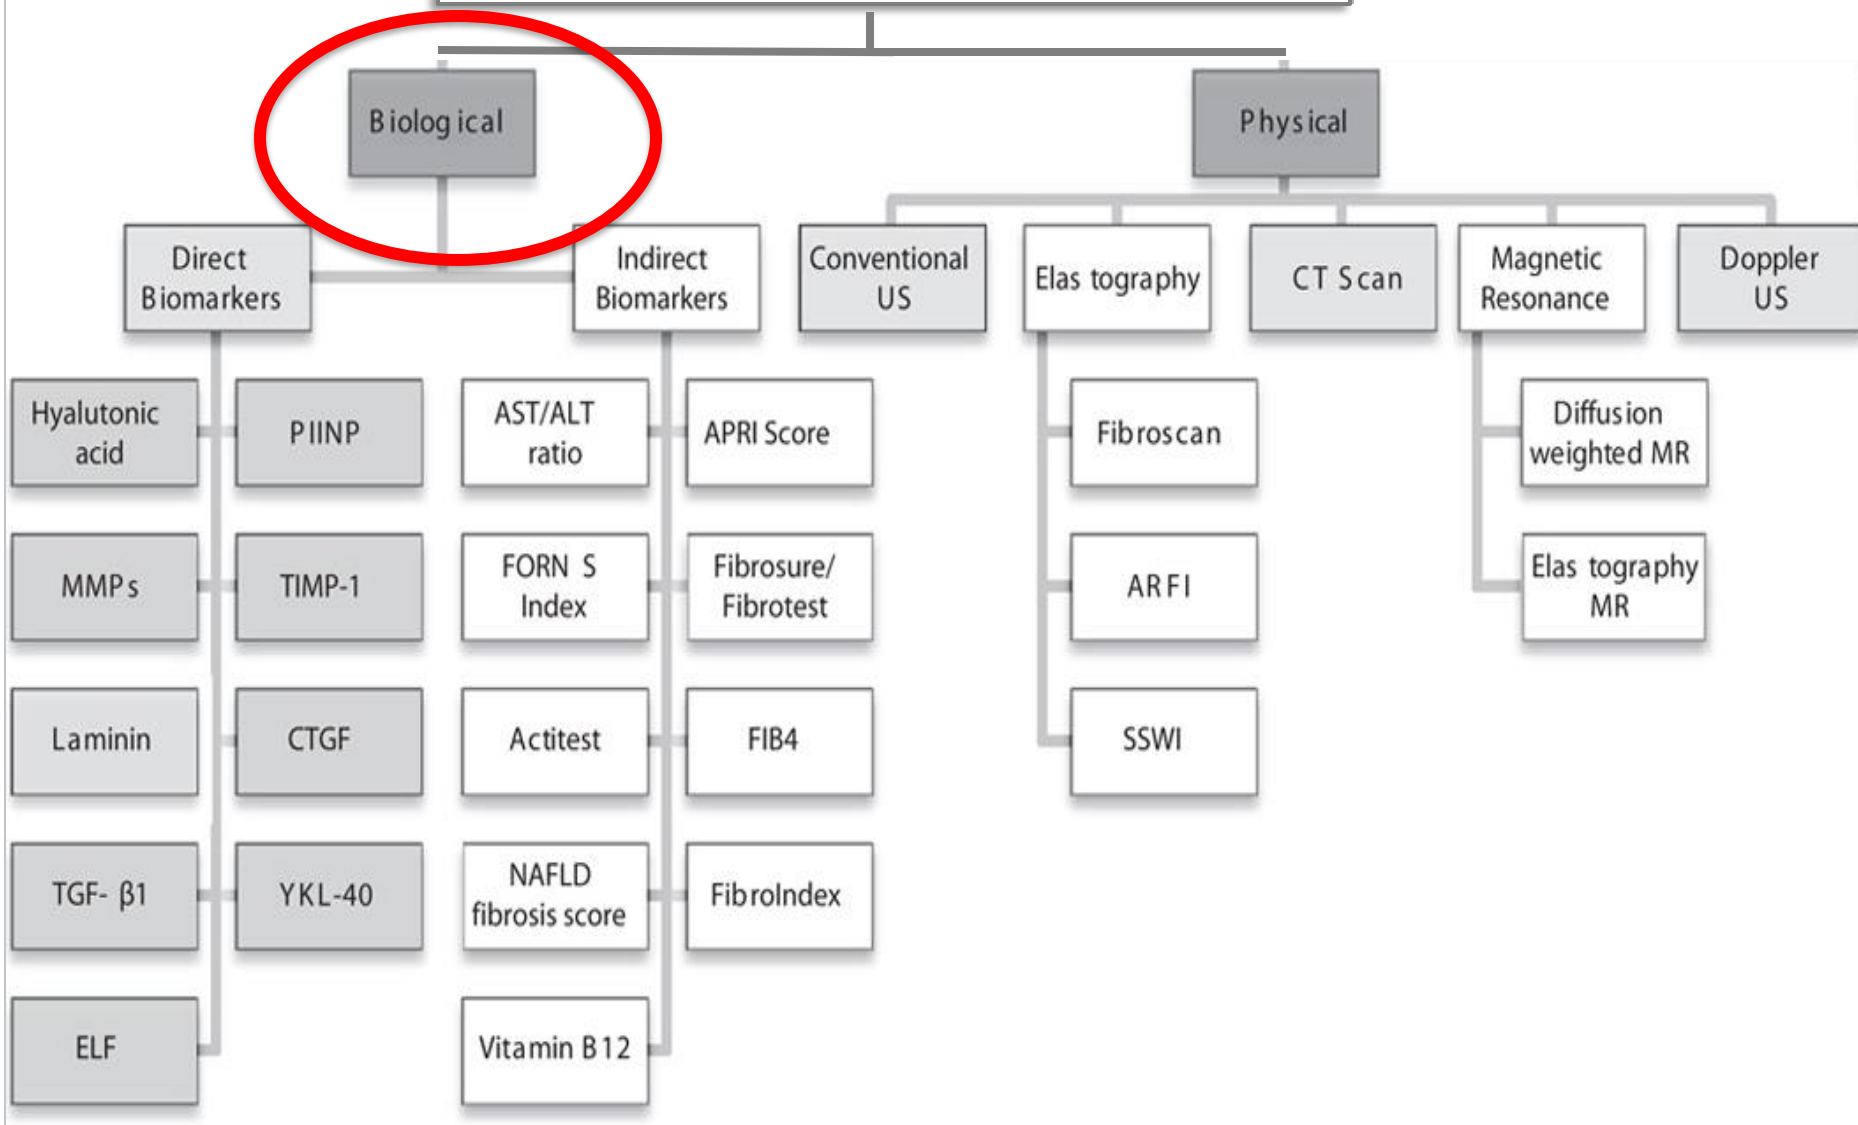 Biological
Physical
Direct
Biomarkers
Indirect
Biomarkers
Conventional
US
Elas tography
CT Scan
Magnetic
Resonance
Doppler
US
Hyalutonic
acid
PIINP
AST/ALT
ratio
APRI Score
Fibroscan
Diffusion
weighted MR
MMPs
TIMP-1
FORN S
Index
Fibrosure/
Fibrotest
ARFI
Elas tography
MR
Laminin
CTGF
Actitest
FIB4
SSWI
TGF- β1
YKL-40
NAFLD
fibrosis score
FibroIndex
ELF
Vitamin B12